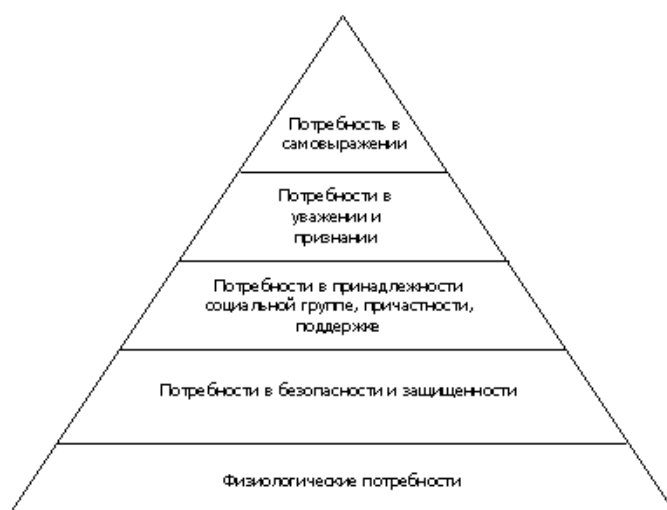 Потребность в
самовыражении
Потребности в
уважении и
признании
Потребности в принадлежности
социальной группе, причастности,
поддержке
Потребности в безопасности и защищенности
Физиологические потребности